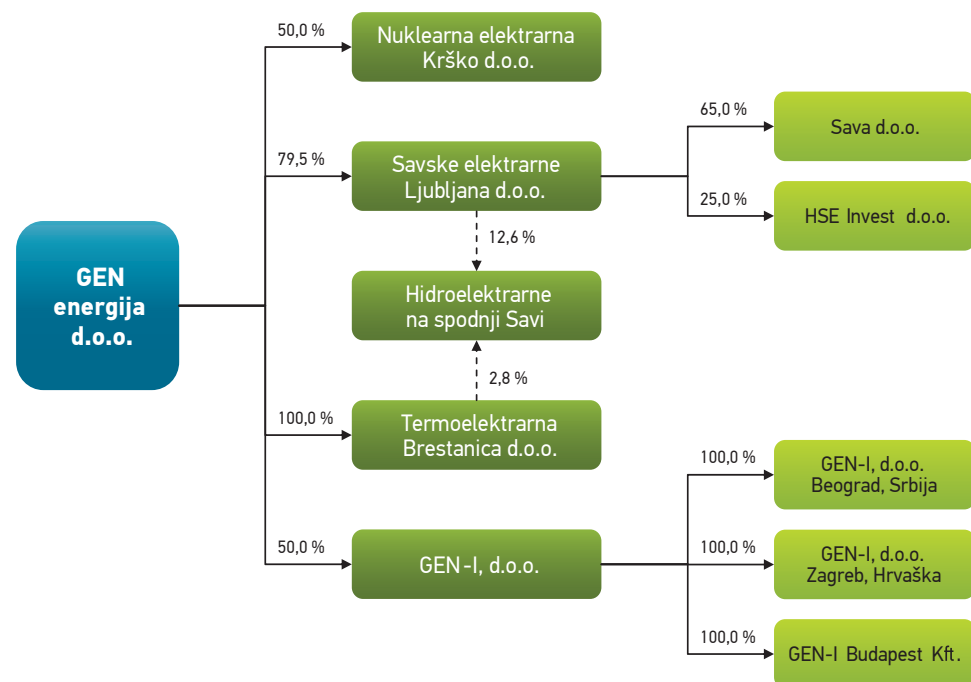 50,0 %
Nuklearna elektrarna
Krško d.o.o.
79,5 %
Savske elektrarne
Ljubljana d.o.o.
65,0 %
Sava d.o.o.
25,0 %
HSE Invest d.o.o.
12,6 %
GEN
energija
d.o.o.
Hidroelektrarne
na spodnji Savi
2,8 %
100,0 %
Termoelektrarna
Brestanica d.o.o.
50,0 %
GEN-I, d.o.o.
100,0 %
GEN-I, d.o.o.
Beograd, Srbija
100,0 %
GEN-I, d.o.o.
Zagreb, Hrvaška
100,0 %
GEN-I Budapest Kft.